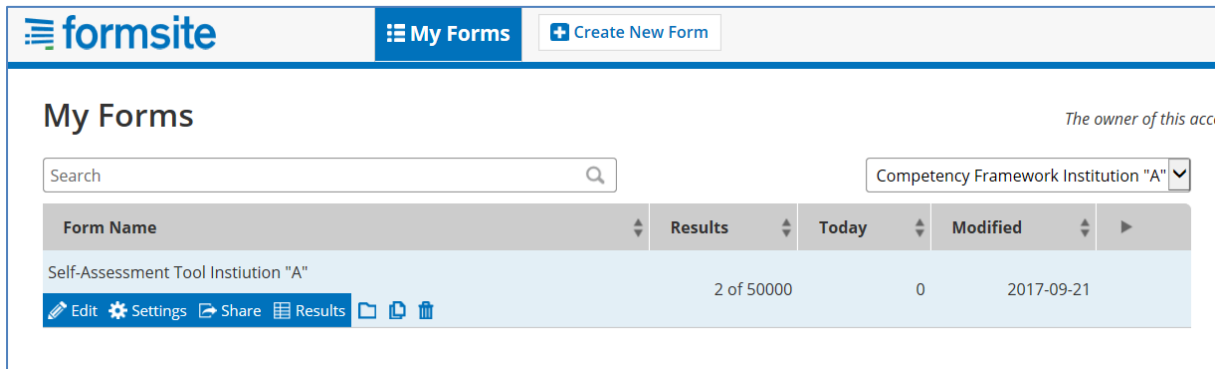 formsite
My Forms
Create New Form
My Forms
The owner of this acc
Search
Competency Framework Institution "A"
Form Name Results Today Modified
Self-Assessment Tool Instiution "A"
2 of 50000 0 2017-09-21
Edit Settings Share Results